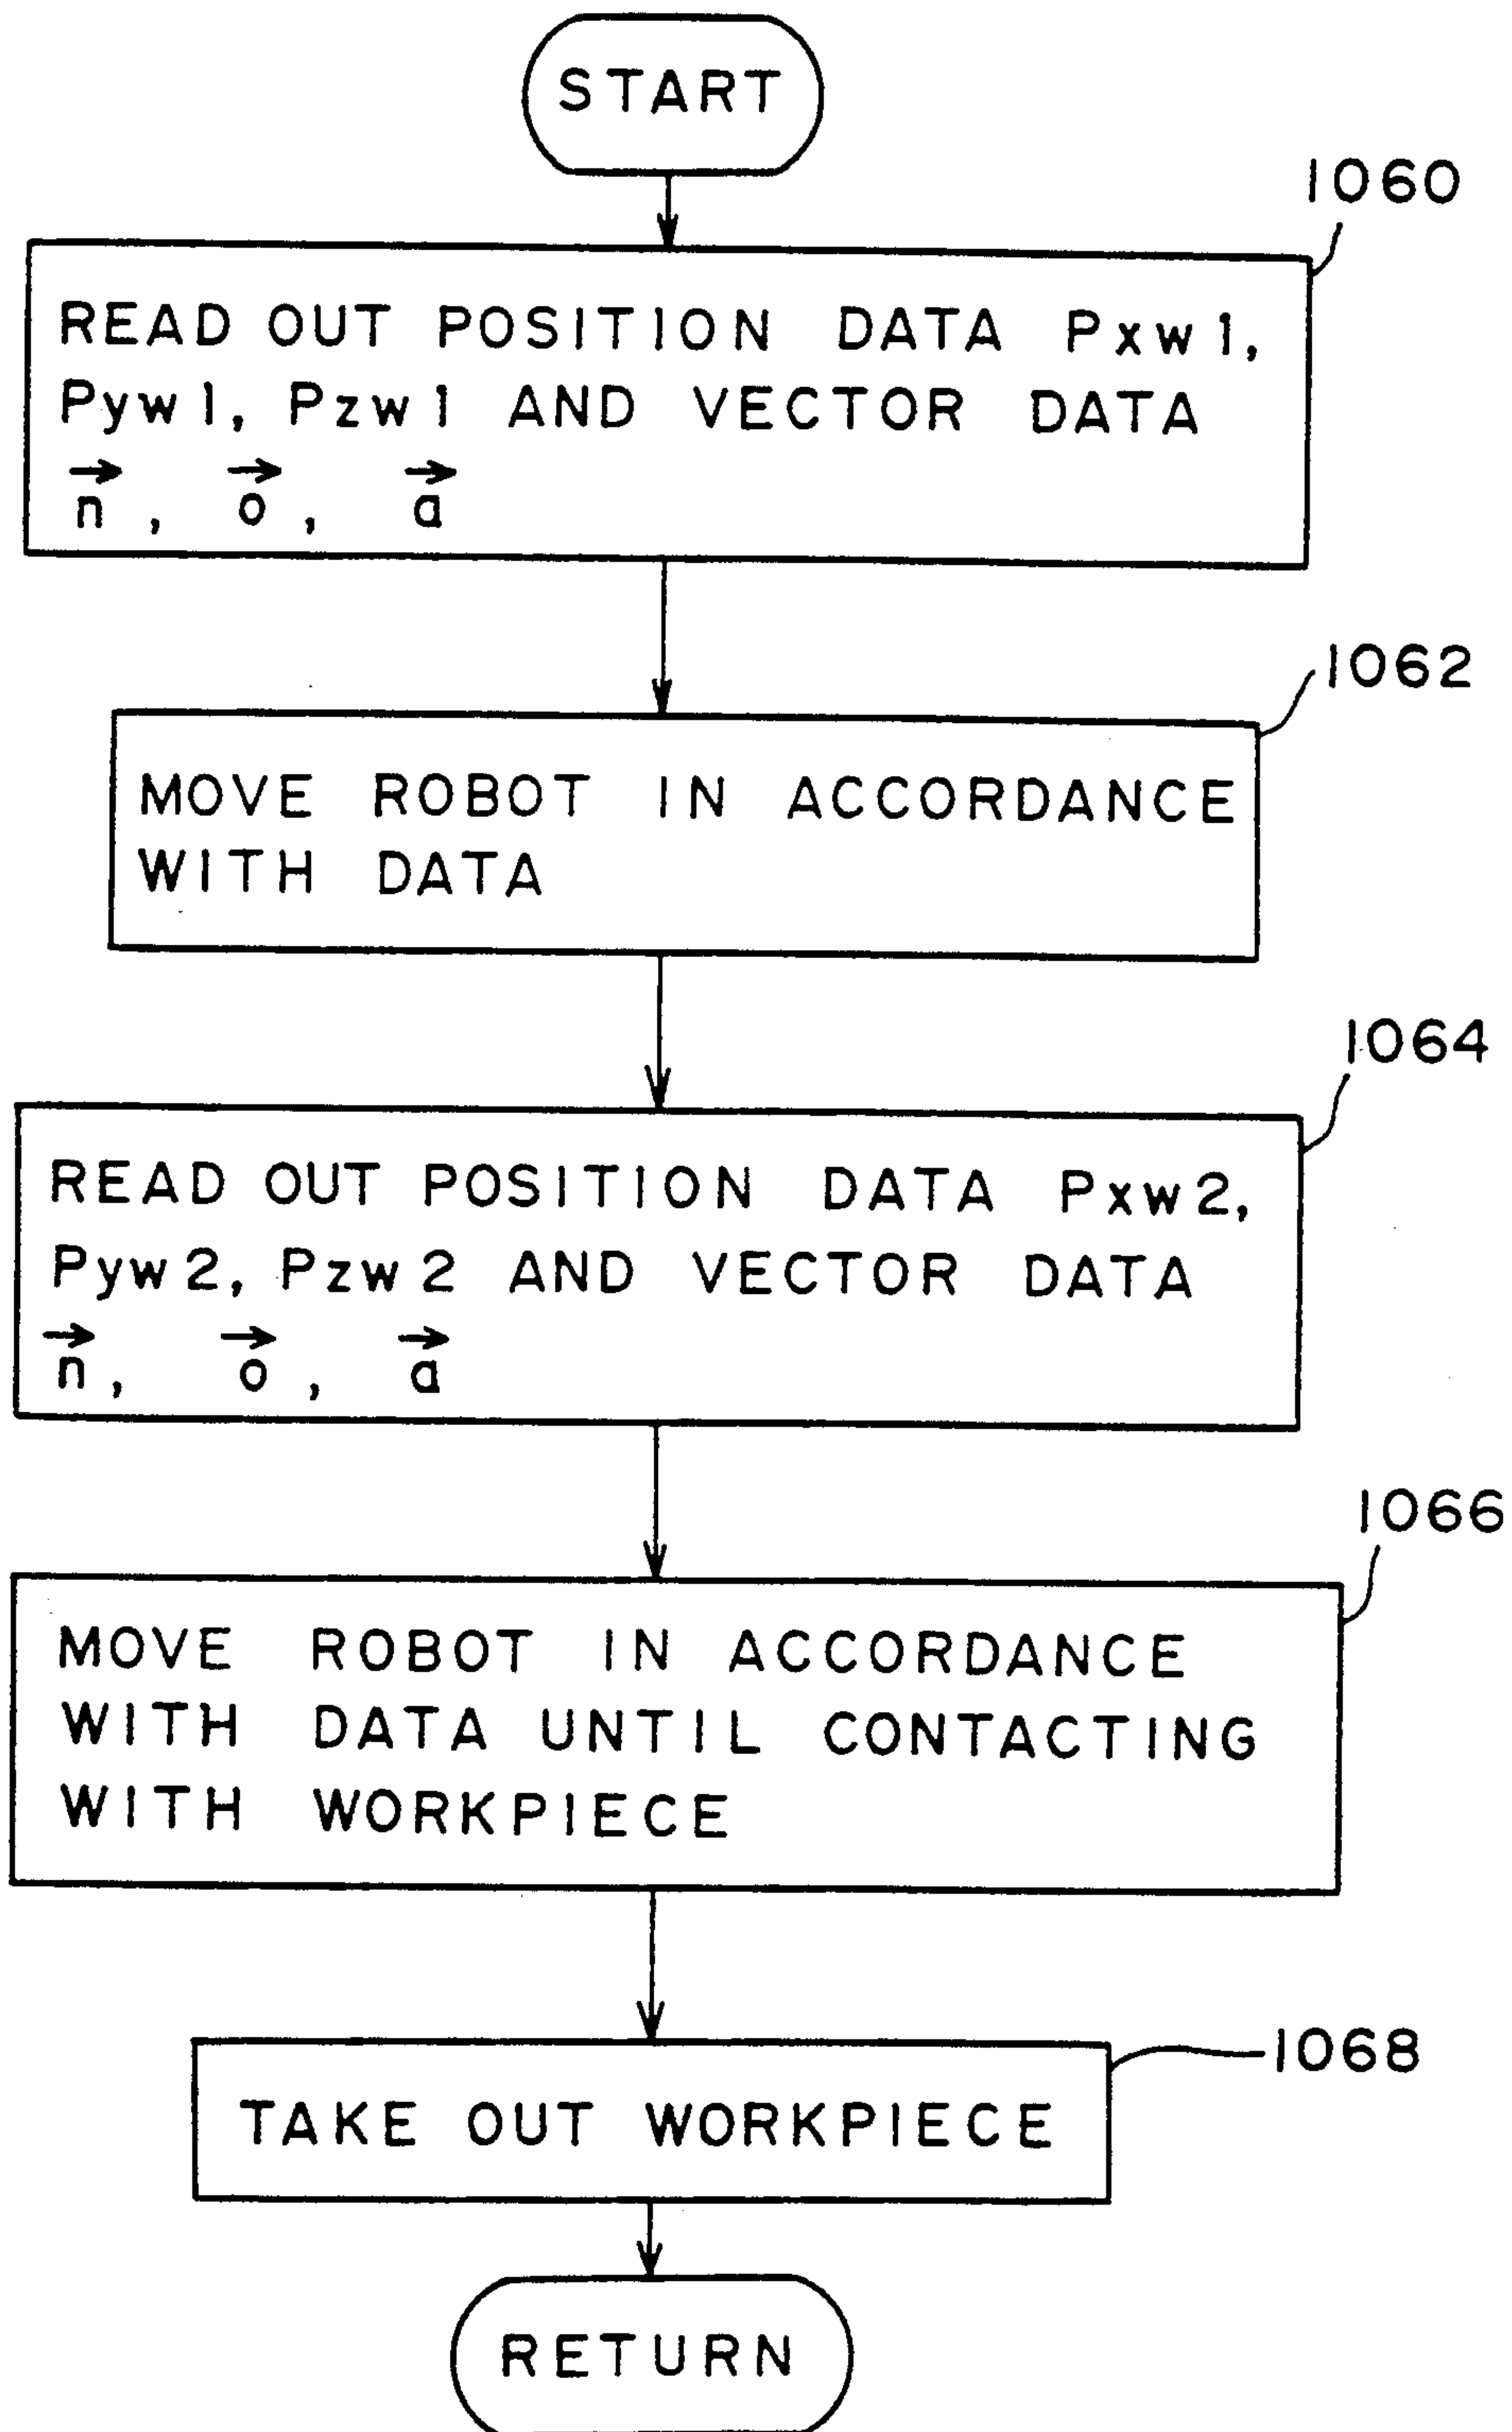 START
1060
READ OUT POSITION DATA Pxw1,
Pyw1, Pzw1 AND VECTOR DATA
n⃗, o⃗, a⃗
1062
MOVE ROBOT IN ACCORDANCE
WITH DATA
1064
READ OUT POSITION DATA Pxw2,
Pyw2, Pzw2 AND VECTOR DATA
n⃗, o⃗, a⃗
1066
MOVE ROBOT IN ACCORDANCE
WITH DATA UNTIL CONTACTING
WITH WORKPIECE
1068
TAKE OUT WORKPIECE
RETURN